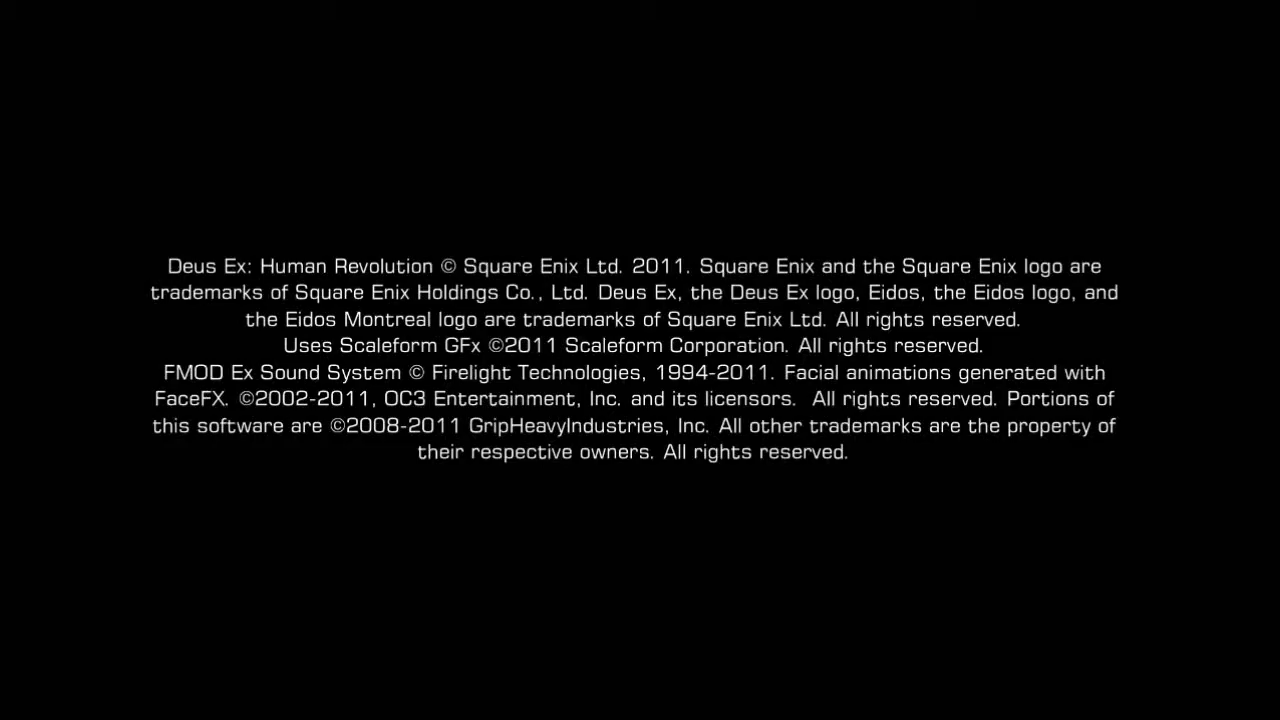 Deus Ex: Human Revolution © Square Enix Ltd. 2011. Square Enix and the Square Enix logo are
trademarks of Square Enix Holdings Co., Ltd. Deus Ex, the Deus Ex logo, Eidos, the Eidos logo, and
the Eidos Montreal logo are trademarks of Square Enix Ltd. All rights reserved.
Uses Scaleform GFx ©2011 Scaleform Corporation. All rights reserved.
FMOD Ex Sound System © Firelight Technologies, 1994-2011. Facial animations generated with
FaceFX. ©2002-2011, OC3 Entertainment, Inc. and its licensors.  All rights reserved. Portions of
this software are ©2008-2011 GripHeavyIndustries, Inc. All other trademarks are the property of
their respective owners. All rights reserved.